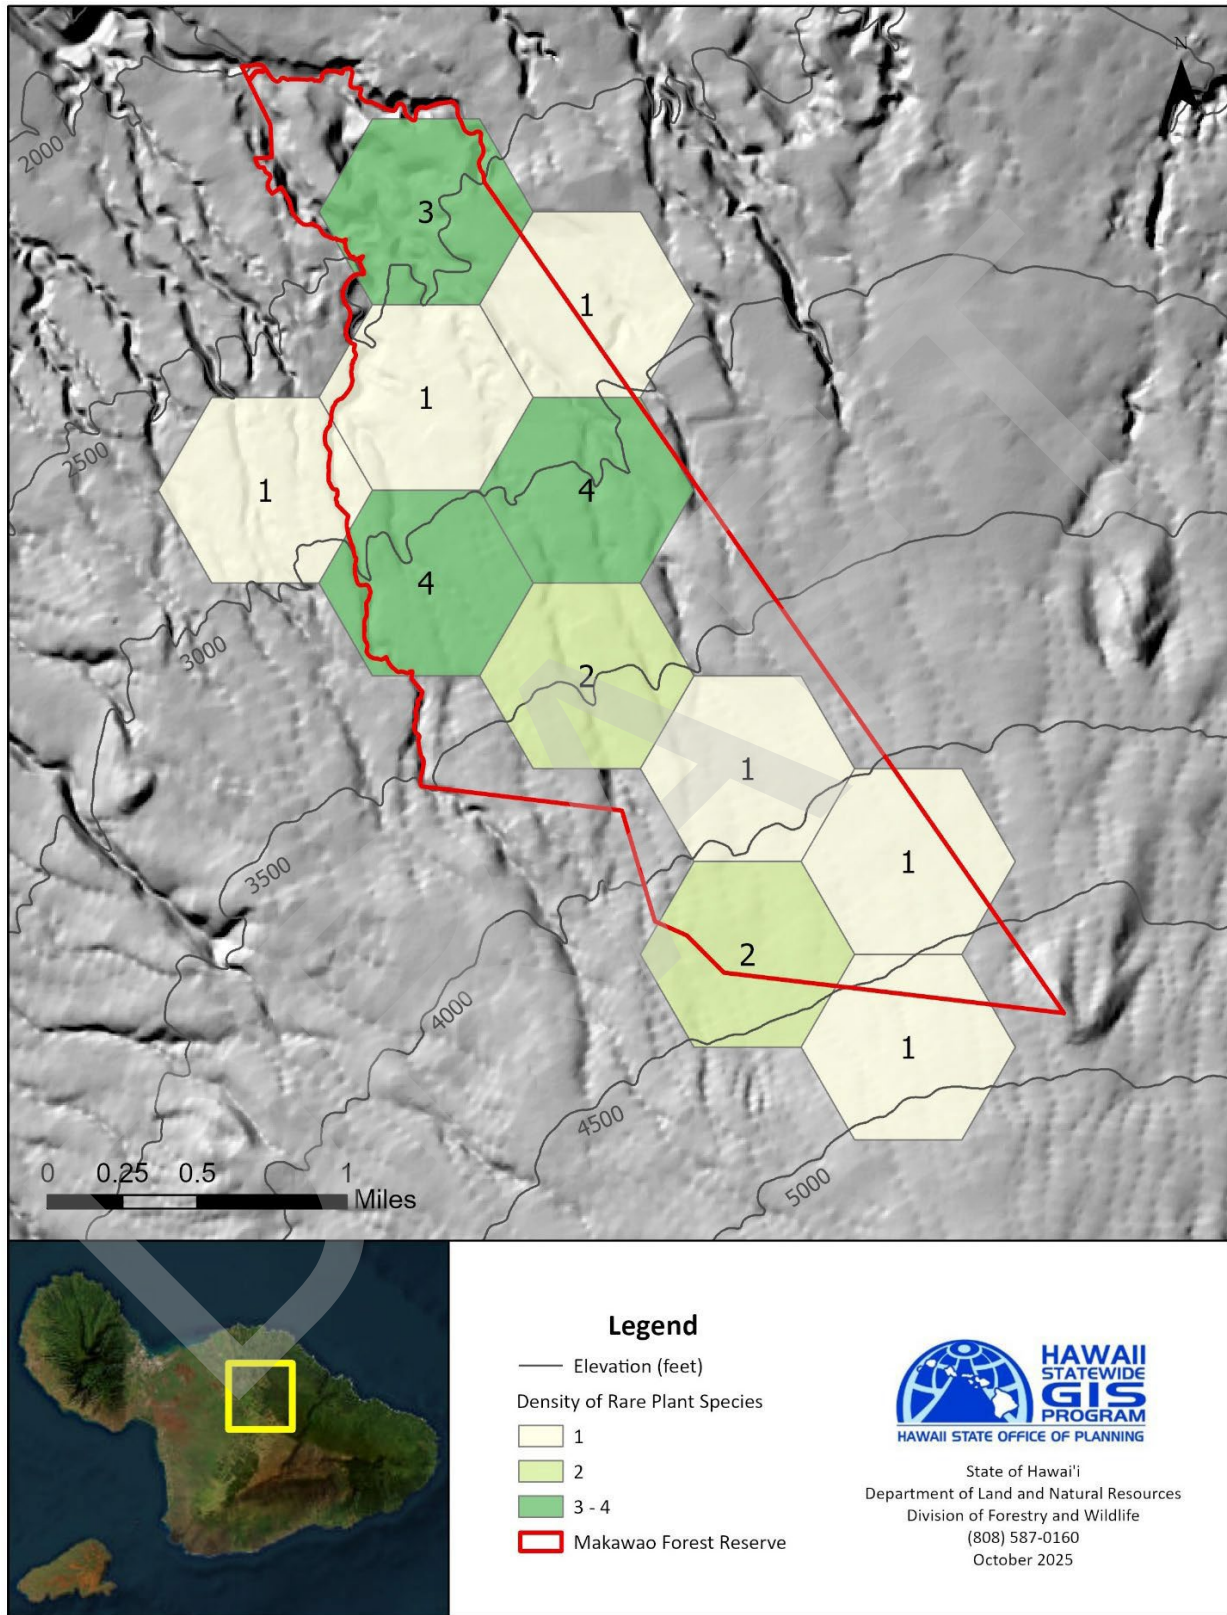 N
2000
3
1
1
2500
1
4
4
3000
2
1
3500
1
2
4000
1
4500
5000
0 0.25 0.5 1
Miles
Legend
Elevation (feet)
Density of Rare Plant Species
1
2
3 - 4
Makawao Forest Reserve
HAWAII
STATEWIDE
GIS
PROGRAM
HAWAII STATE OFFICE OF PLANNING
State of Hawai'i
Department of Land and Natural Resources
Division of Forestry and Wildlife
(808) 587-0160
October 2025
DRAFT